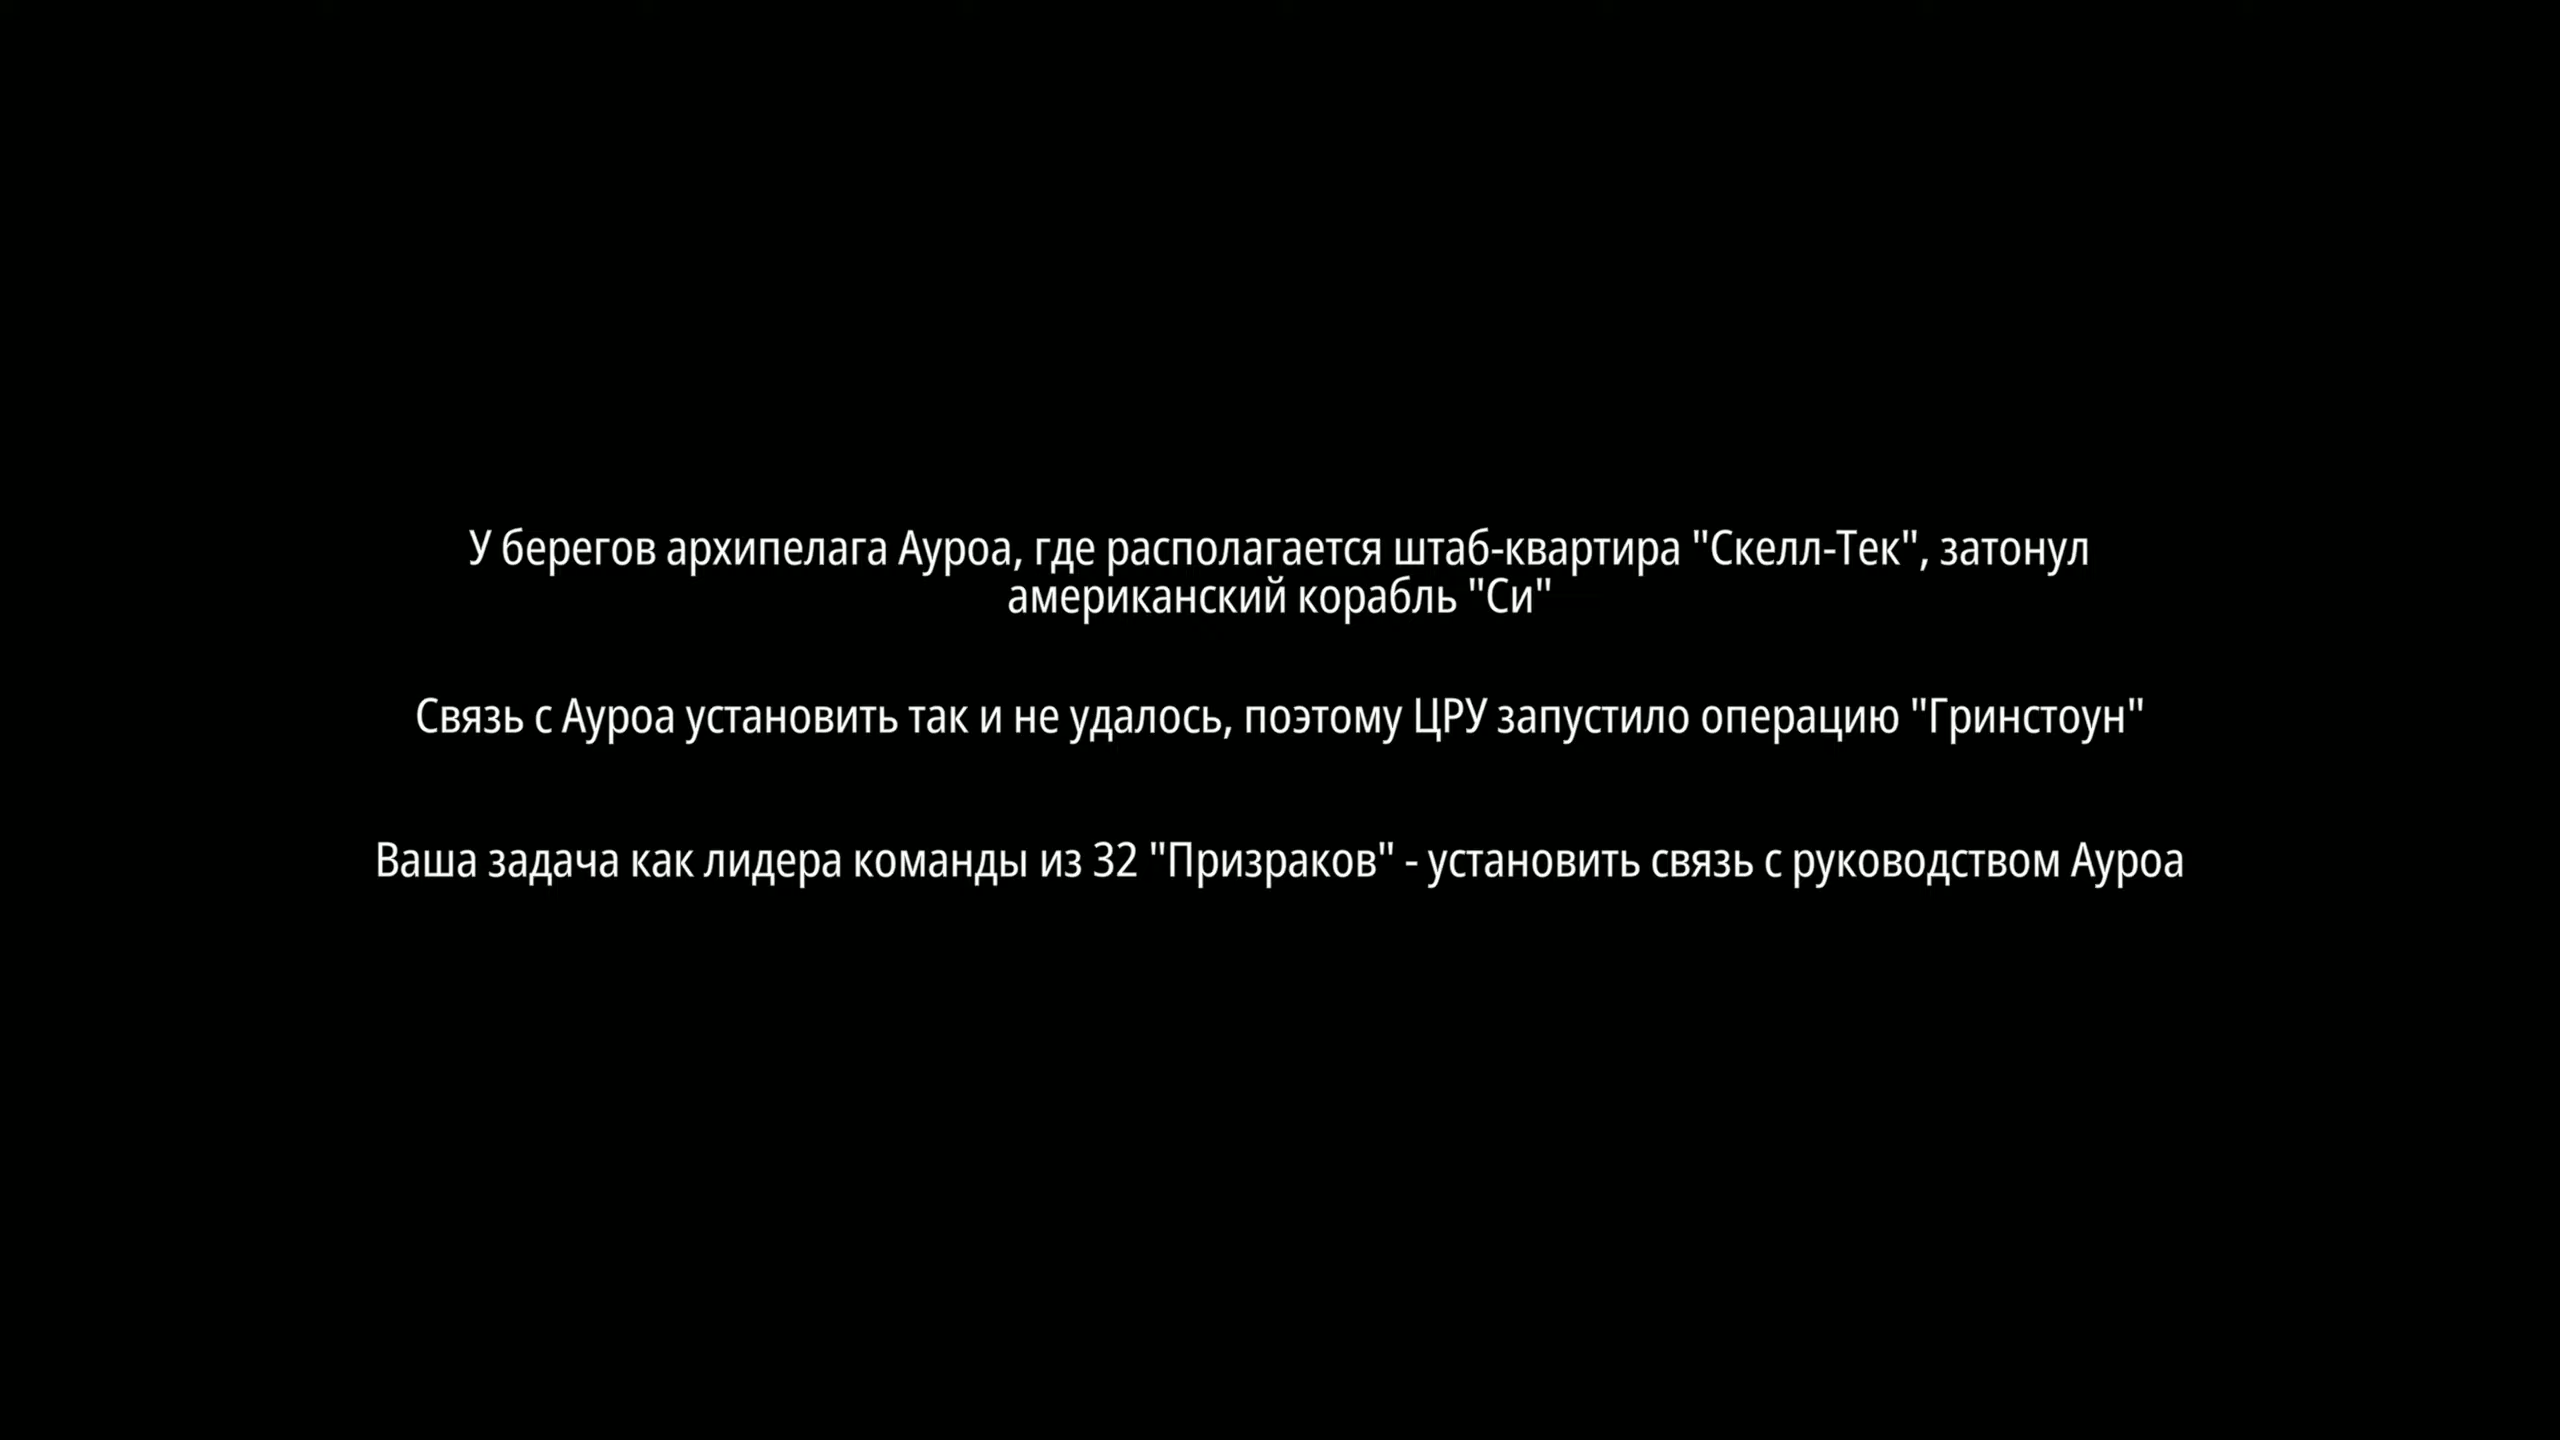 У берегов архипелага Ауроа, где располагается штаб-квартира "Скелл-Тек", затонул
американский корабль "Си"
Связь с Ауроа установить так и не удалось, поэтому ЦРУ запустило операцию "Гринстоун"
Ваша задача как лидера команды из 32 "Призраков" - установить связь с руководством Ауроа